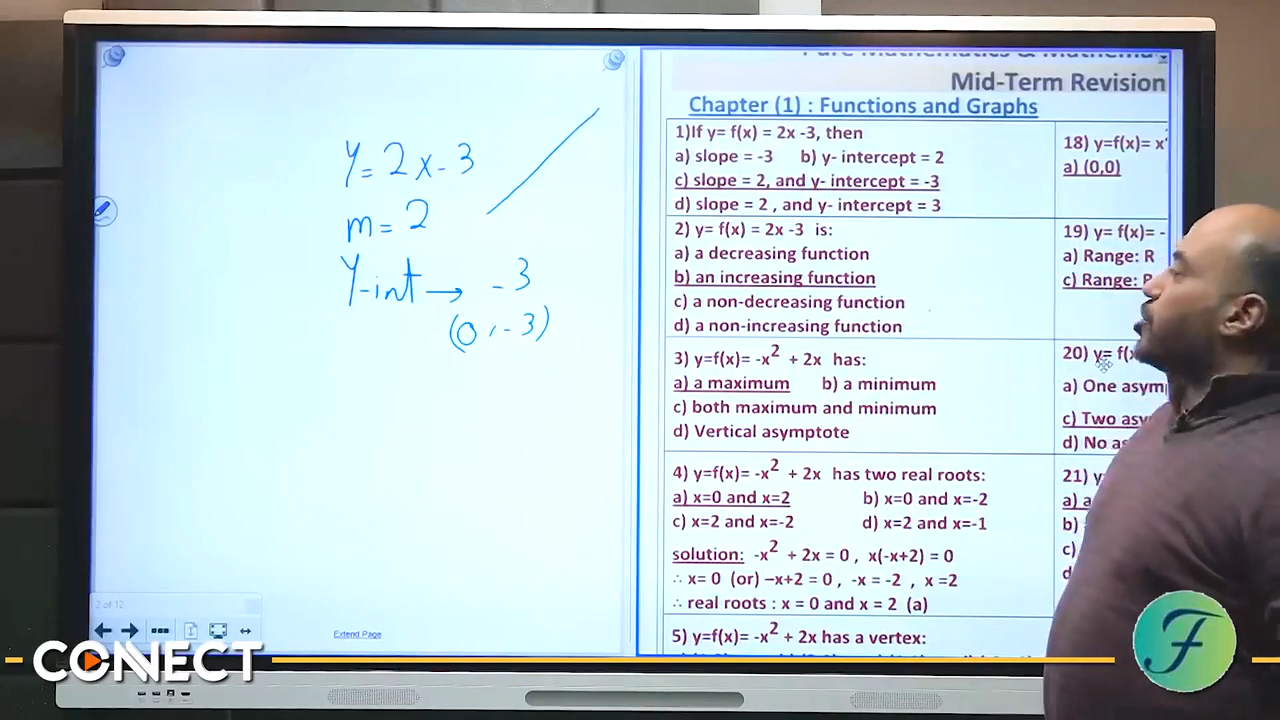 y = 2x - 3
m = 2
y-int → -3
(0, -3)
2 of 12
Extend Page
Mid-Term Revision
Chapter (1) : Functions and Graphs
1)If y= f(x) = 2x -3, then
a) slope = -3 b) y- intercept = 2
c) slope = 2, and y- intercept = -3
d) slope = 2 , and y- intercept = 3
2) y= f(x) = 2x -3 is:
a) a decreasing function
b) an increasing function
c) a non-decreasing function
d) a non-increasing function
3) y=f(x)= -x² + 2x has:
a) a maximum b) a minimum
c) both maximum and minimum
d) Vertical asymptote
4) y=f(x)= -x² + 2x has two real roots:
a) x=0 and x=2 b) x=0 and x=-2
c) x=2 and x=-2 d) x=2 and x=-1
solution: -x² + 2x = 0 , x(-x+2) = 0
∴ x= 0 (or) –x+2 = 0 , -x = -2 , x =2
∴ real roots : x = 0 and x = 2 (a)
5) y=f(x)= -x² + 2x has a vertex:
18) y=f(x)= x
a) (0,0)
19) y= f(x)= -
a) Range: R
c) Range:
20) y= f(x
a) One asym
c) Two asy
d) No as
21) y
a) a
b)
c)
d
CONNECT
F